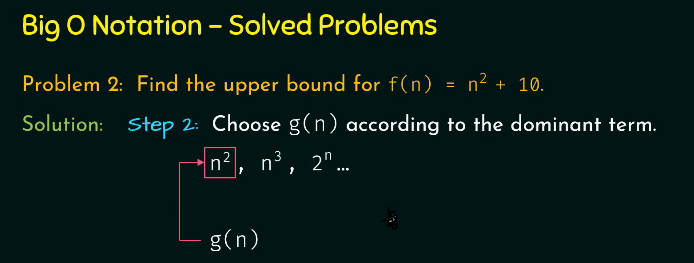 Big O Notation – Solved Problems
Problem 2: Find the upper bound for f(n) = n² + 10.
Solution: Step 2: Choose g(n) according to the dominant term.
n², n³, 2ⁿ...
g(n)